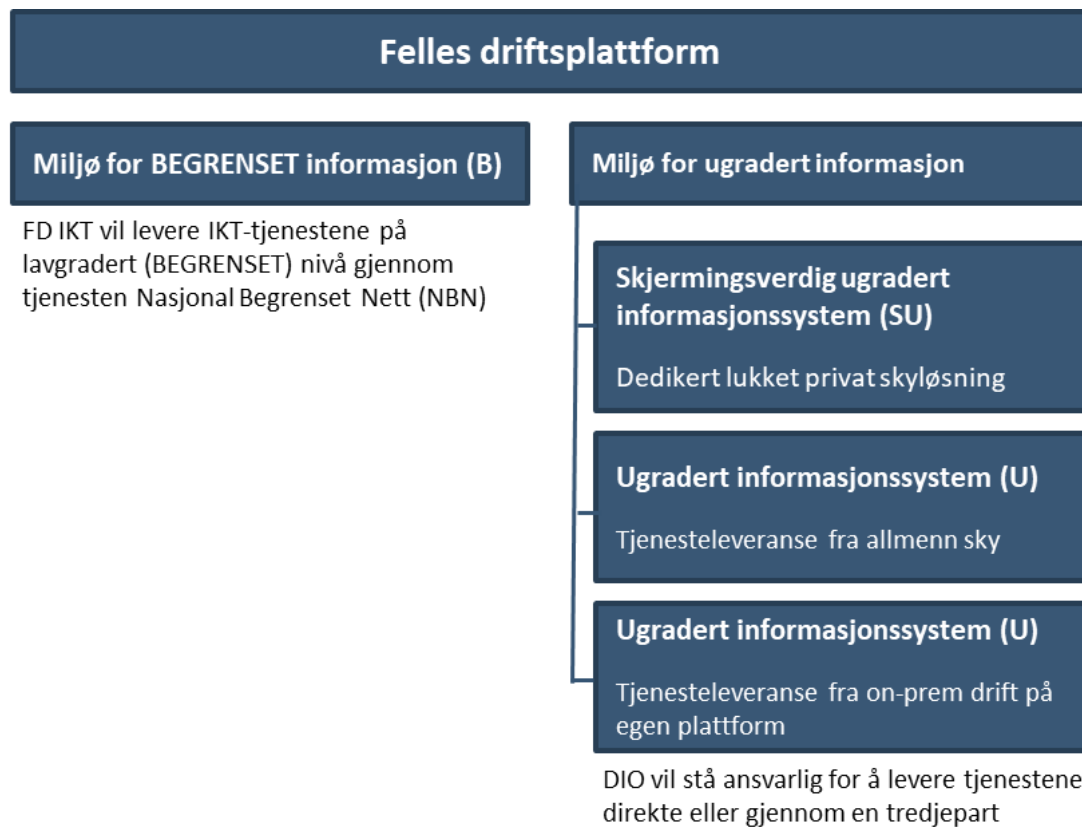 Felles driftsplattform
Miljø for BEGRENSET informasjon (B)
FD IKT vil levere IKT-tjenestene på
lavgradert (BEGRENSET) nivå gjennom
tjenesten Nasjonal Begrenset Nett (NBN)
Miljø for ugradert informasjon
Skjermingsverdig ugradert
informasjonssystem (SU)
Dedikert lukket privat skyløsning
Ugradert informasjonssystem (U)
Tjenesteleveranse fra allmenn sky
Ugradert informasjonssystem (U)
Tjenesteleveranse fra on-prem drift på
egen plattform
DIO vil stå ansvarlig for å levere tjenestene
direkte eller gjennom en tredjepart